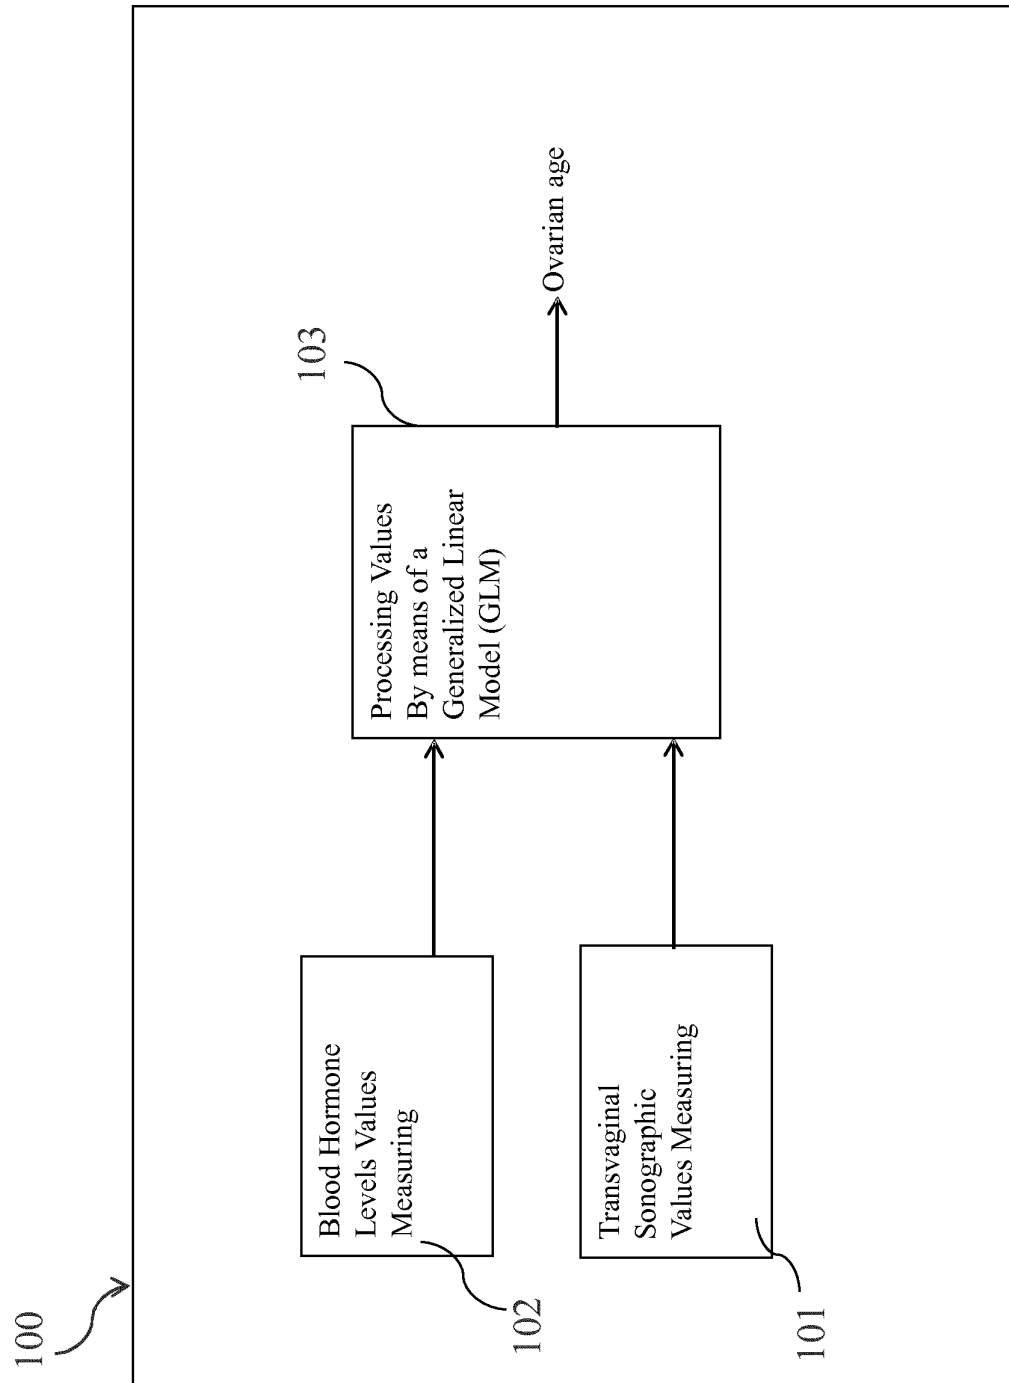 100
Blood Hormone
Levels Values
Measuring
102
Transvaginal
Sonographic
Values Measuring
101
Processing Values
By means of a
Generalized Linear
Model (GLM)
103
Ovarian age